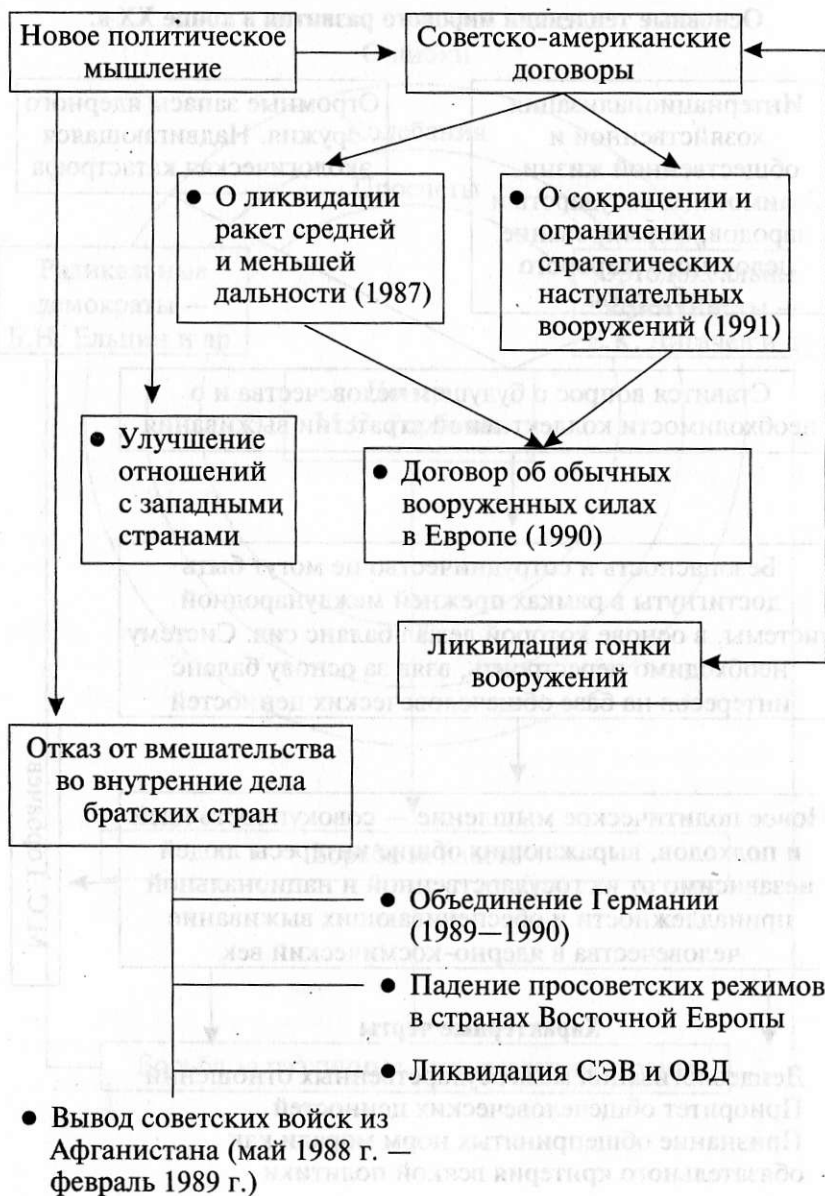 Новое политическое
мышление
Советско-американские
договоры
● О ликвидации
ракет средней
и меньшей
дальности (1987)
● О сокращении и
ограничении
стратегических
наступательных
вооружений (1991)
● Улучшение
отношений
с западными
странами
● Договор об обычных
вооруженных силах
в Европе (1990)
Ликвидация гонки
вооружений
Отказ от вмешательства
во внутренние дела
братских стран
● Объединение Германии
(1989—1990)
● Падение просоветских режимов
в странах Восточной Европы
● Ликвидация СЭВ и ОВД
● Вывод советских войск из
Афганистана (май 1988 г. —
февраль 1989 г.)